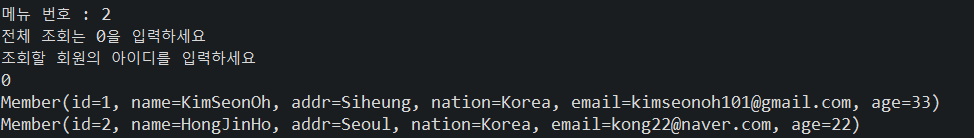 메뉴 번호 : 2
전체 조회는 0을 입력하세요
조회할 회원의 아이디를 입력하세요
0
Member(id=1, name=KimSeonOh, addr=Siheung, nation=Korea, email=kimseonoh101@gmail.com, age=33)
Member(id=2, name=HongJinHo, addr=Seoul, nation=Korea, email=kong22@naver.com, age=22)